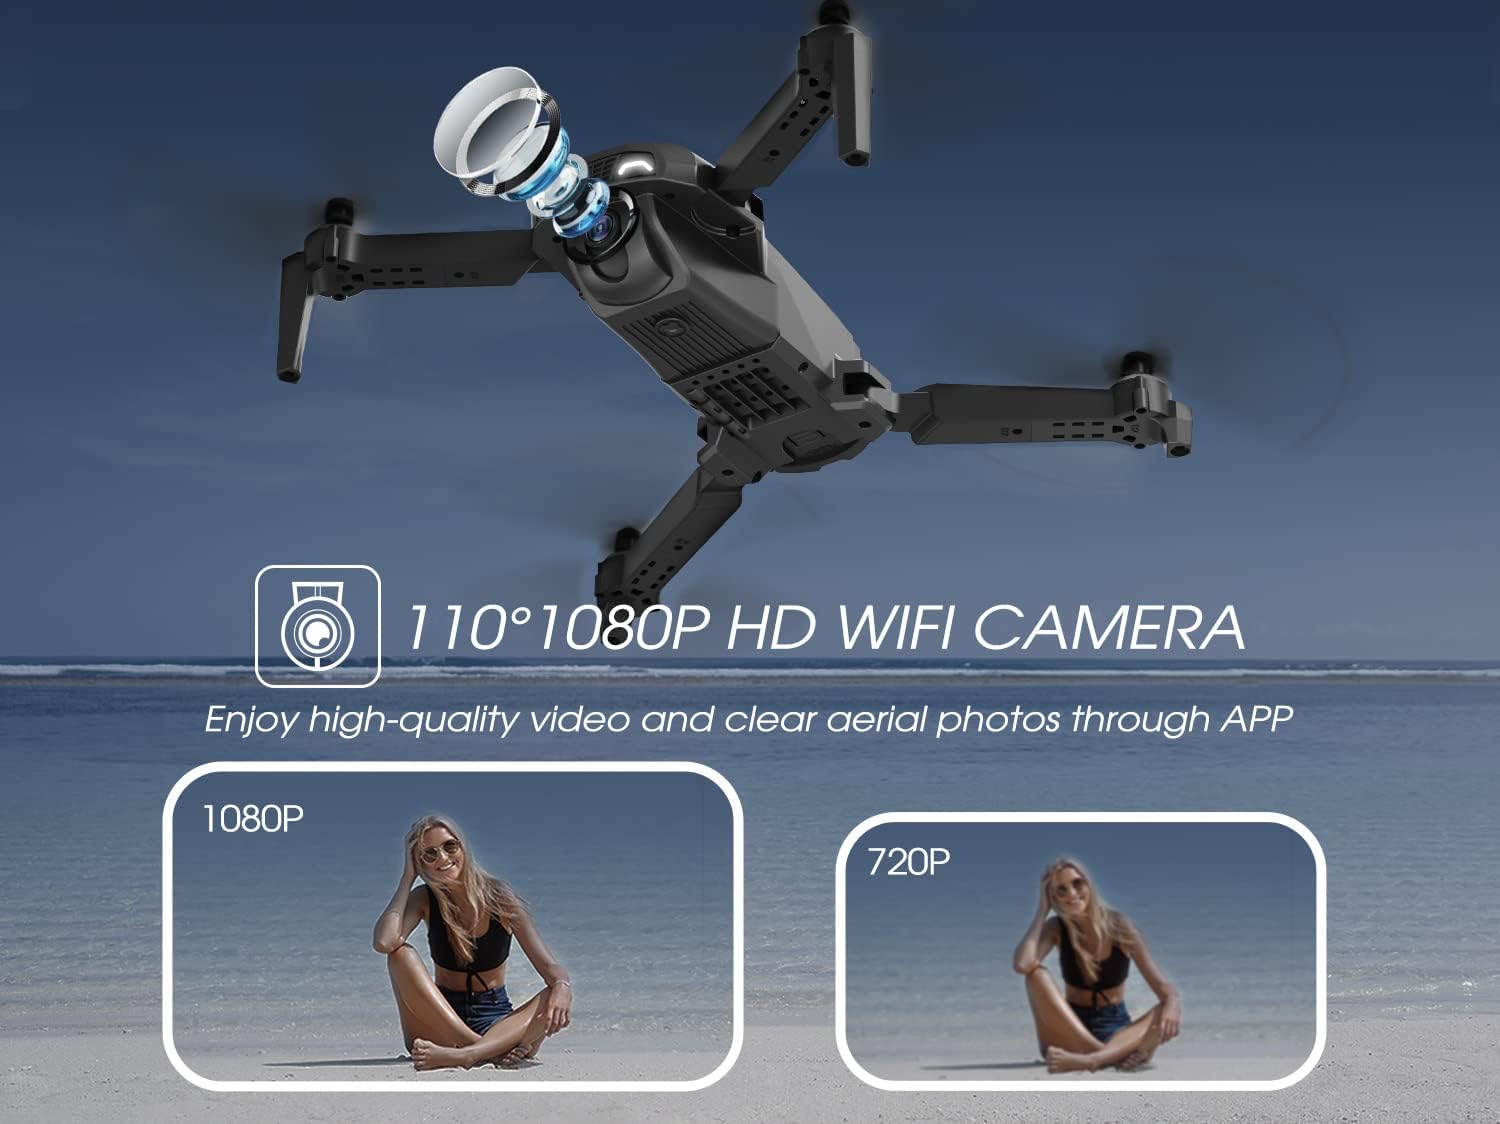 110°1080P HD WIFI CAMERA
Enjoy high-quality video and clear aerial photos through APP
1080P
720P